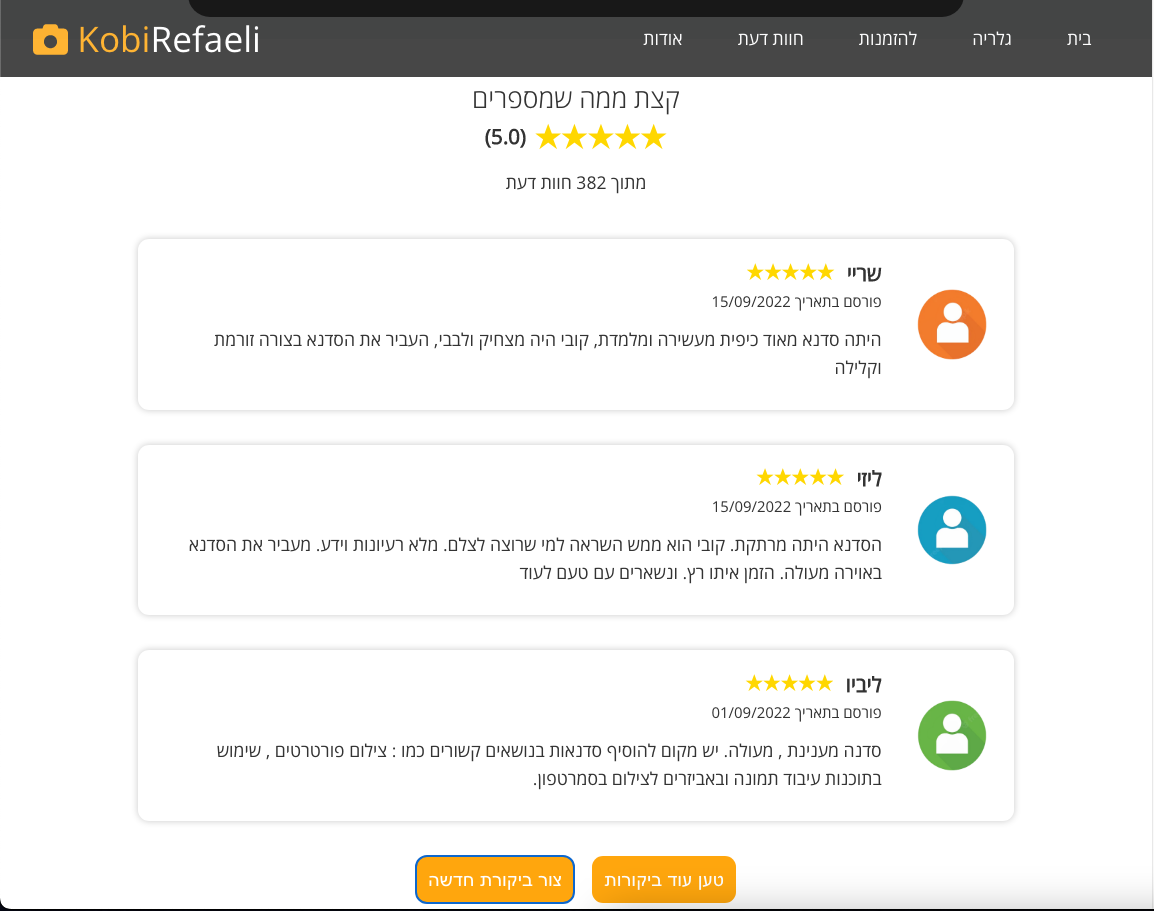 KobiRefaeli
בית
גלריה
להזמנות
חוות דעת
אודות
קצת ממה שמספרים
★★★★★ (5.0)
מתוך 382 חוות דעת
שריי ★★★★★
פורסם בתאריך 15/09/2022
היתה סדנא מאוד כיפית מעשירה ומלמדת, קובי היה מצחיק ולבבי, העביר את הסדנא בצורה זורמת
וקלילה
ליזי ★★★★★
פורסם בתאריך 15/09/2022
הסדנא היתה מרתקת. קובי הוא ממש השראה למי שרוצה לצלם. מלא רעיונות וידע. מעביר את הסדנא
באוירה מעולה. הזמן איתו רץ. ונשארים עם טעם לעוד
ליביו ★★★★★
פורסם בתאריך 01/09/2022
סדנה מענינת , מעולה. יש מקום להוסיף סדנאות בנושאים קשורים כמו : צילום פורטרטים , שימוש
בתוכנות עיבוד תמונה ובאביזרים לצילום בסמרטפון.
טען עוד ביקורות
צור ביקורת חדשה